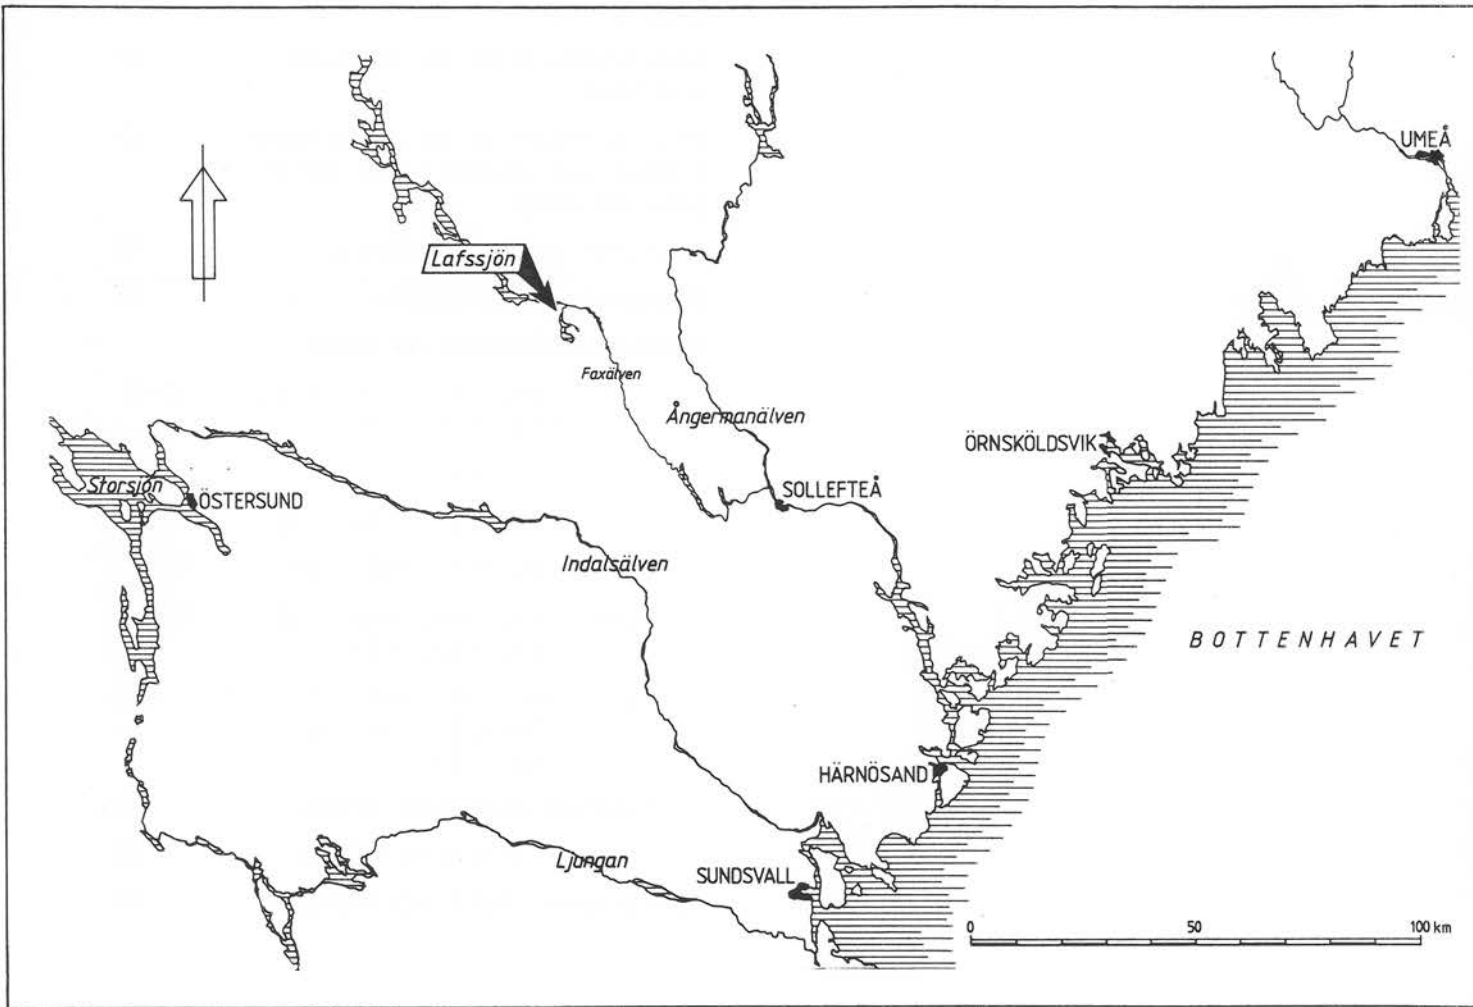 UMEÅ
Lafssjön
Faxälven
Ångermanälven
ÖRNSKÖLDSVIK
Storsjön
ÖSTERSUND
SOLLEFTEÅ
Indalsälven
BOTTENHAVET
HÄRNÖSAND
Ljungan
SUNDSVALL
0 50 100 km